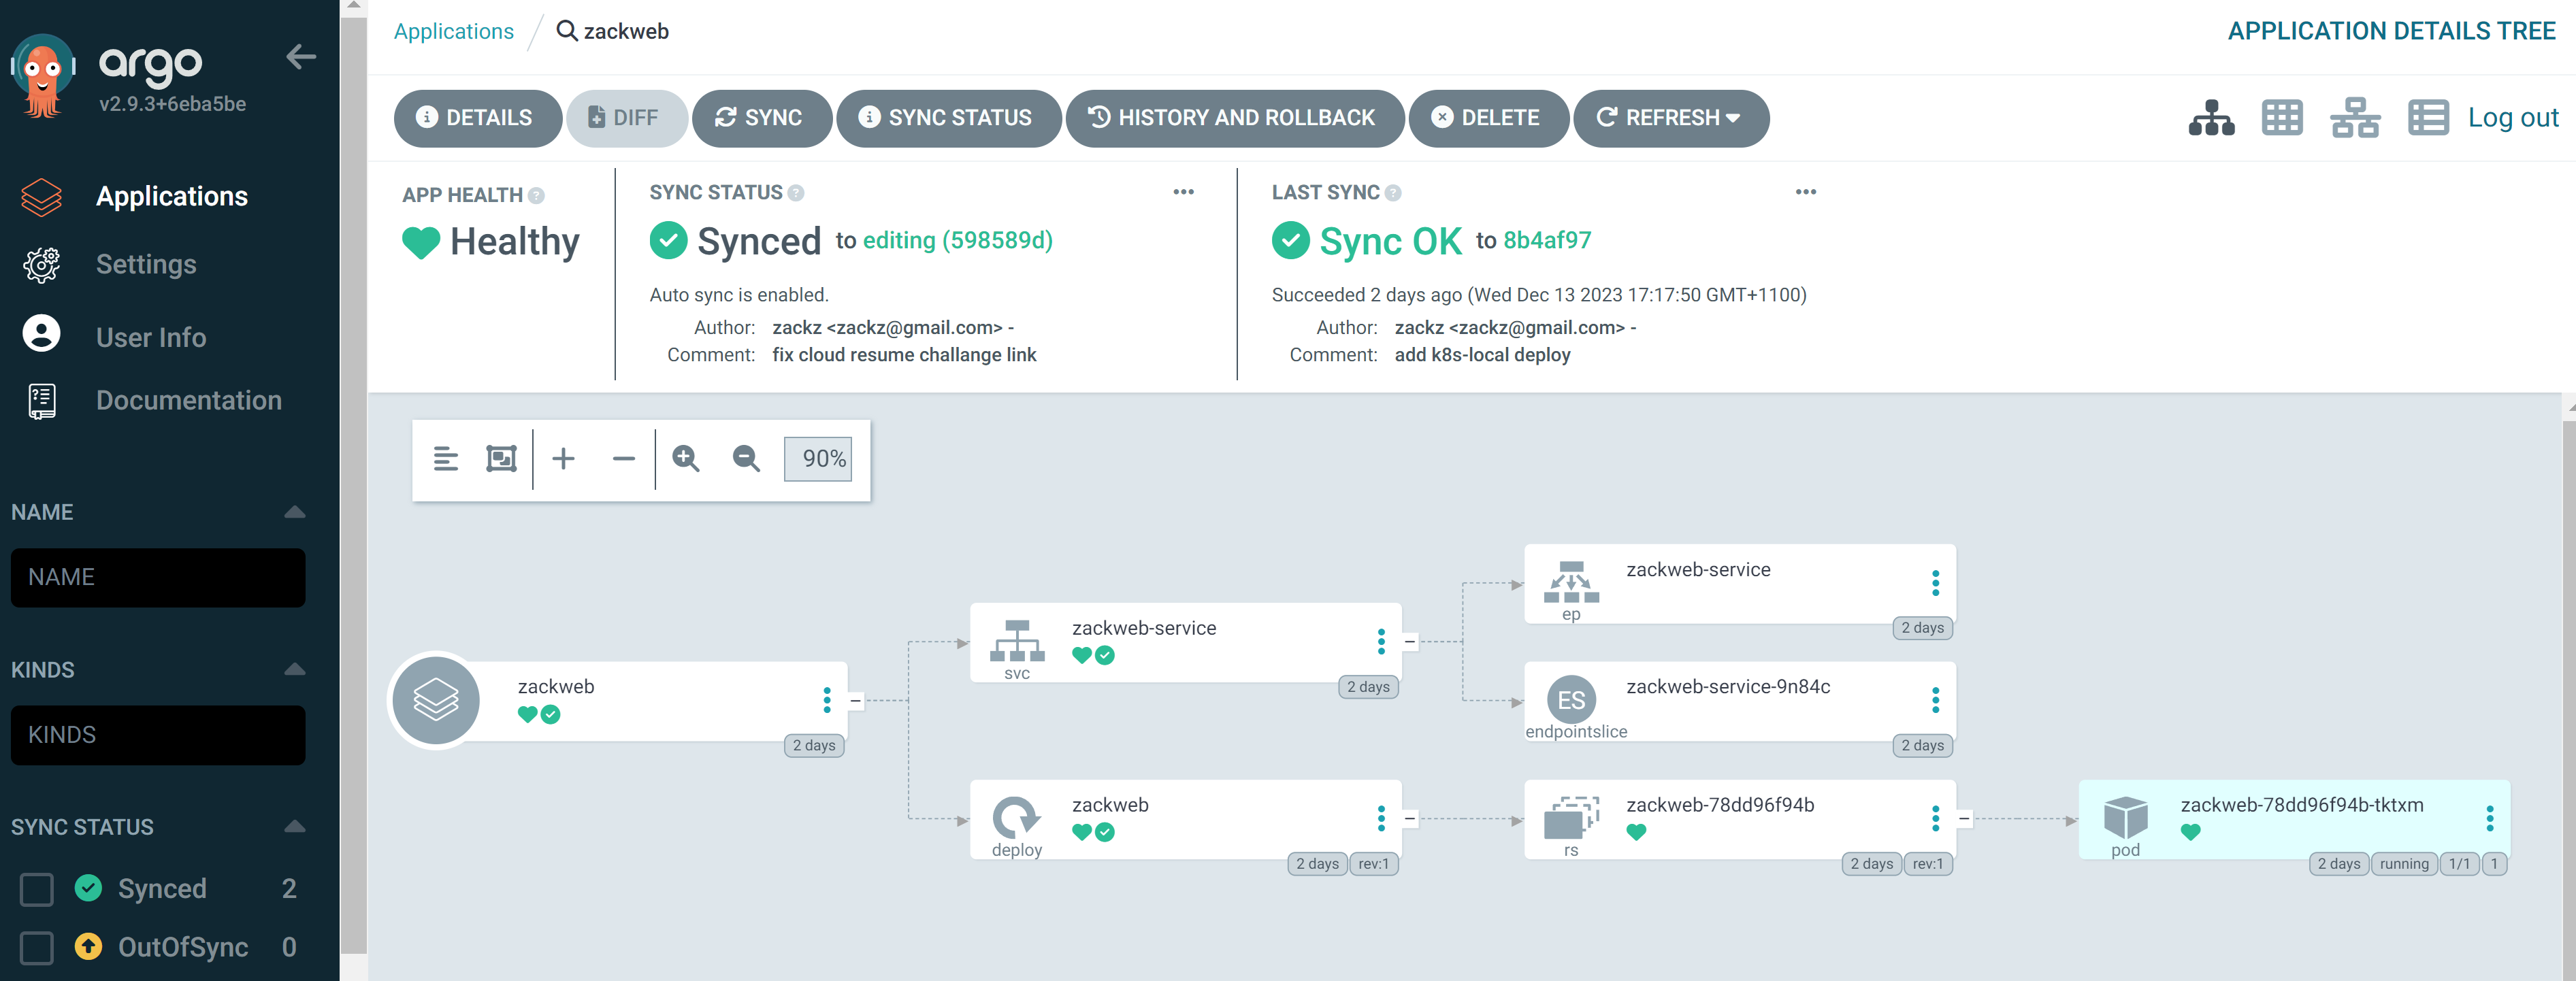 argo
v2.9.3+6eba5be
Applications
Settings
User Info
Documentation
NAME
NAME
KINDS
KINDS
SYNC STATUS
Synced 2
OutOfSync 0
Applications / zackweb
APPLICATION DETAILS TREE
DETAILS DIFF SYNC SYNC STATUS HISTORY AND ROLLBACK DELETE REFRESH
Log out
APP HEALTH ?
Healthy
SYNC STATUS ?
Synced to editing (598589d)
Auto sync is enabled.
Author: zackz <zackz@gmail.com> -
Comment: fix cloud resume challange link
LAST SYNC ?
Sync OK to 8b4af97
Succeeded 2 days ago (Wed Dec 13 2023 17:17:50 GMT+1100)
Author: zackz <zackz@gmail.com> -
Comment: add k8s-local deploy
90%
zackweb
2 days
zackweb-service
svc
2 days
zackweb
deploy
2 days rev:1
zackweb-service
ep
2 days
ES
zackweb-service-9n84c
endpointslice
2 days
zackweb-78dd96f94b
rs
2 days rev:1
zackweb-78dd96f94b-tktxm
pod
2 days running 1/1 1